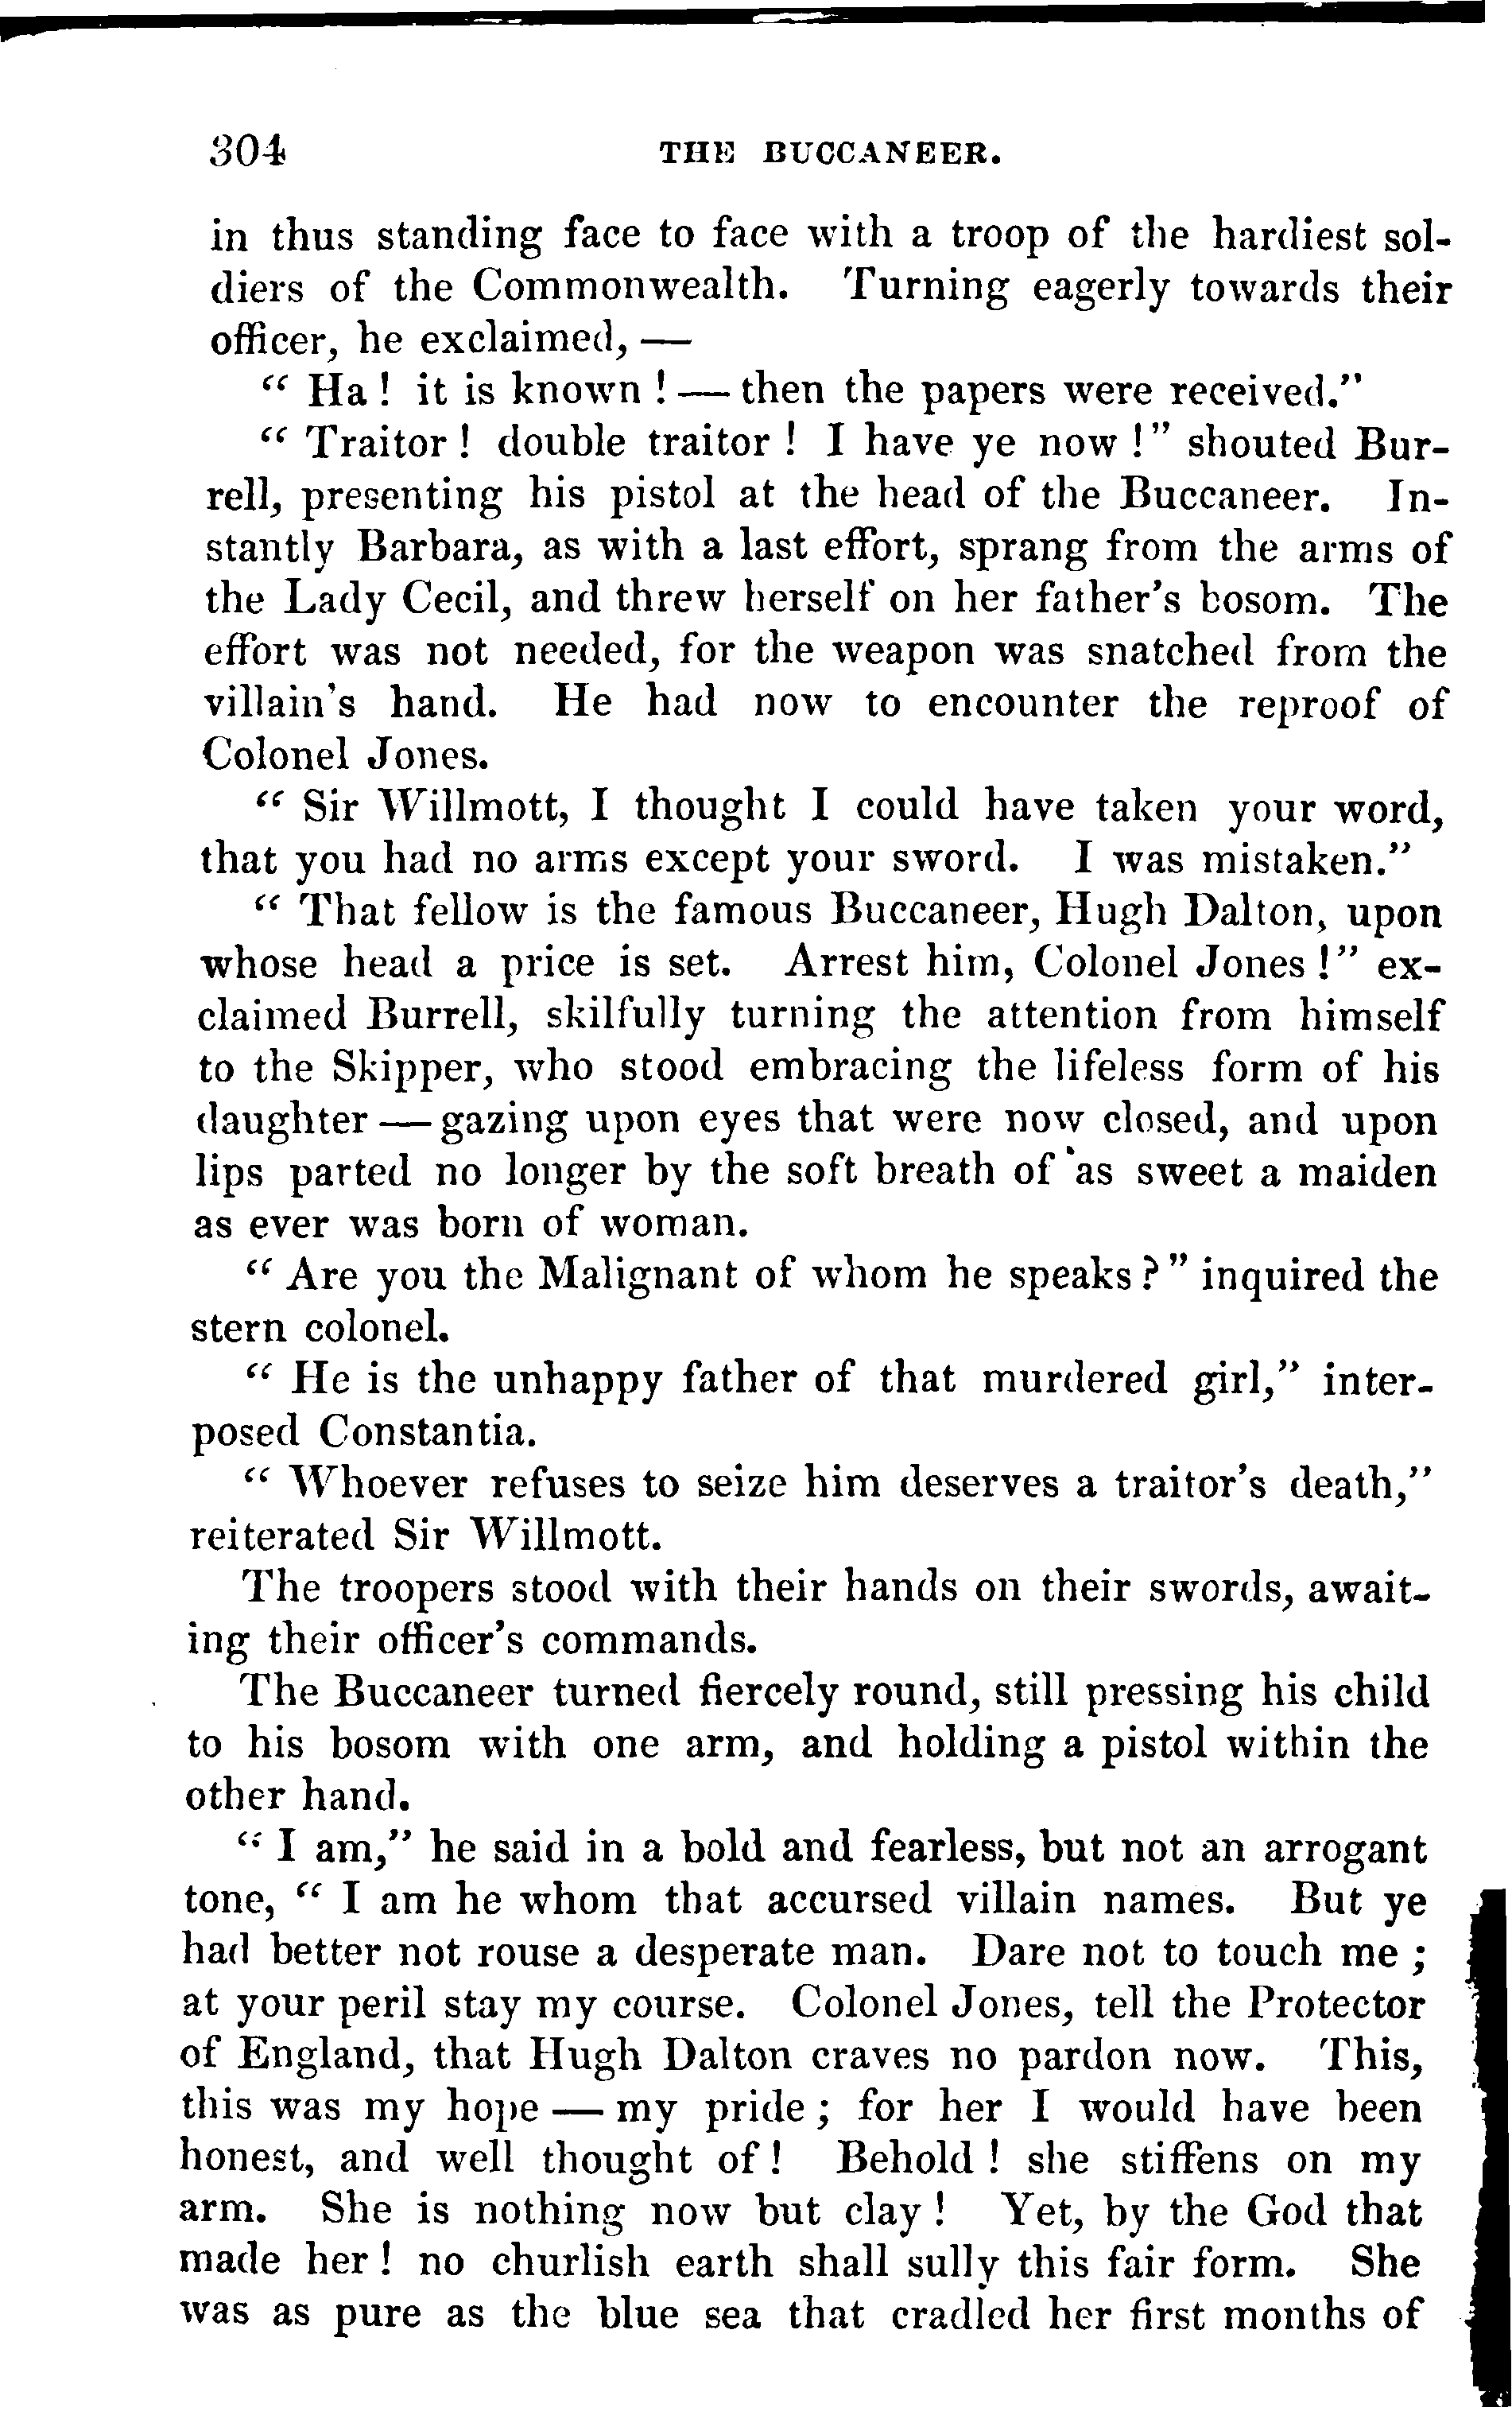 304 THE BUCCANEER.
in thus standing face to face with a troop of the hardiest sol-
diers of the Commonwealth. Turning eagerly towards their
officer, he exclaimed, —
“ Ha ! it is known ! — then the papers were received.”
“ Traitor ! double traitor ! I have ye now !” shouted Bur-
rell, presenting his pistol at the head of the Buccaneer. In-
stantly Barbara, as with a last effort, sprang from the arms of
the Lady Cecil, and threw herself on her father’s bosom. The
effort was not needed, for the weapon was snatched from the
villain’s hand. He had now to encounter the reproof of
Colonel Jones.
“ Sir Willmott, I thought I could have taken your word,
that you had no arms except your sword. I was mistaken.”
“ That fellow is the famous Buccaneer, Hugh Dalton, upon
whose head a price is set. Arrest him, Colonel Jones !” ex-
claimed Burrell, skilfully turning the attention from himself
to the Skipper, who stood embracing the lifeless form of his
daughter — gazing upon eyes that were now closed, and upon
lips parted no longer by the soft breath of as sweet a maiden
as ever was born of woman.
“ Are you the Malignant of whom he speaks ? ” inquired the
stern colonel.
“ He is the unhappy father of that murdered girl,” inter-
posed Constantia.
“ Whoever refuses to seize him deserves a traitor’s death,”
reiterated Sir Willmott.
The troopers stood with their hands on their swords, await-
ing their officer’s commands.
The Buccaneer turned fiercely round, still pressing his child
to his bosom with one arm, and holding a pistol within the
other hand.
“ I am,” he said in a bold and fearless, but not an arrogant
tone, “ I am he whom that accursed villain names. But ye
had better not rouse a desperate man. Dare not to touch me ;
at your peril stay my course. Colonel Jones, tell the Protector
of England, that Hugh Dalton craves no pardon now. This,
this was my hope — my pride ; for her I would have been
honest, and well thought of ! Behold ! she stiffens on my
arm. She is nothing now but clay ! Yet, by the God that
made her ! no churlish earth shall sully this fair form. She
was as pure as the blue sea that cradled her first months of